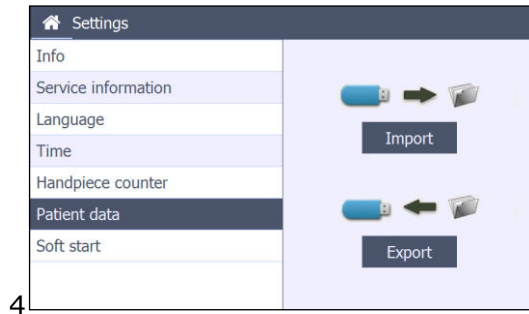 Settings
Info
Service information
Language
Time
Handpiece counter
Patient data
Soft start
Import
Export
4